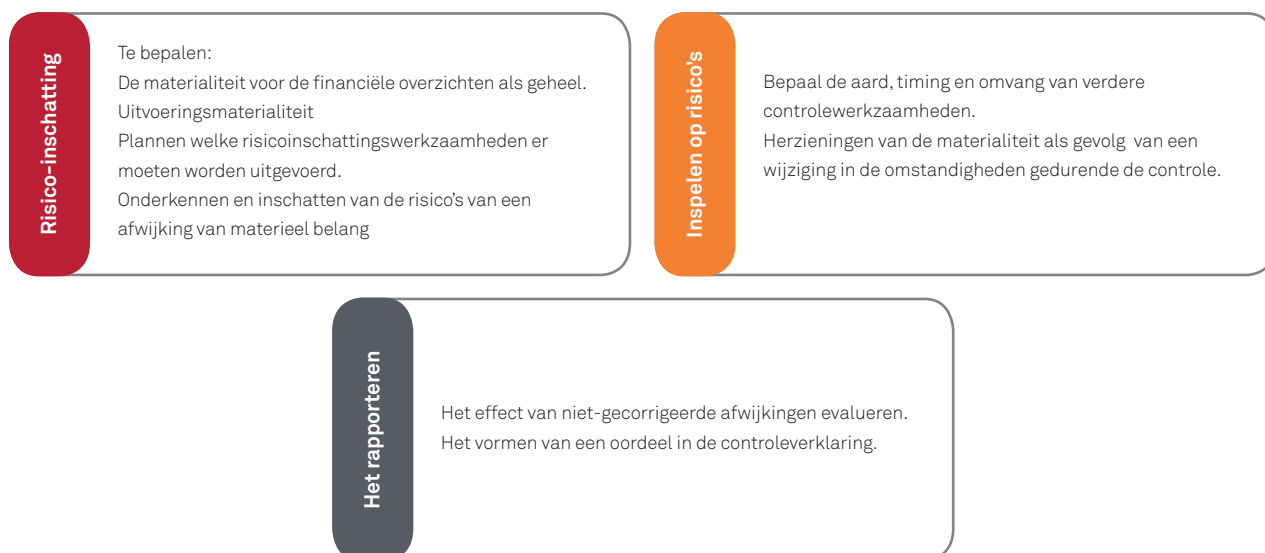 Risico-inschatting
Te bepalen:
De materialiteit voor de financiële overzichten als geheel.
Uitvoeringsmaterialiteit
Plannen welke risicoinschattingswerkzaamheden er
moeten worden uitgevoerd.
Onderkennen en inschatten van de risico’s van een
afwijking van materieel belang
Inspelen op risico’s
Bepaal de aard, timing en omvang van verdere
controlewerkzaamheden.
Herzieningen van de materialiteit als gevolg van een
wijziging in de omstandigheden gedurende de controle.
Het rapporteren
Het effect van niet-gecorrigeerde afwijkingen evalueren.
Het vormen van een oordeel in de controleverklaring.